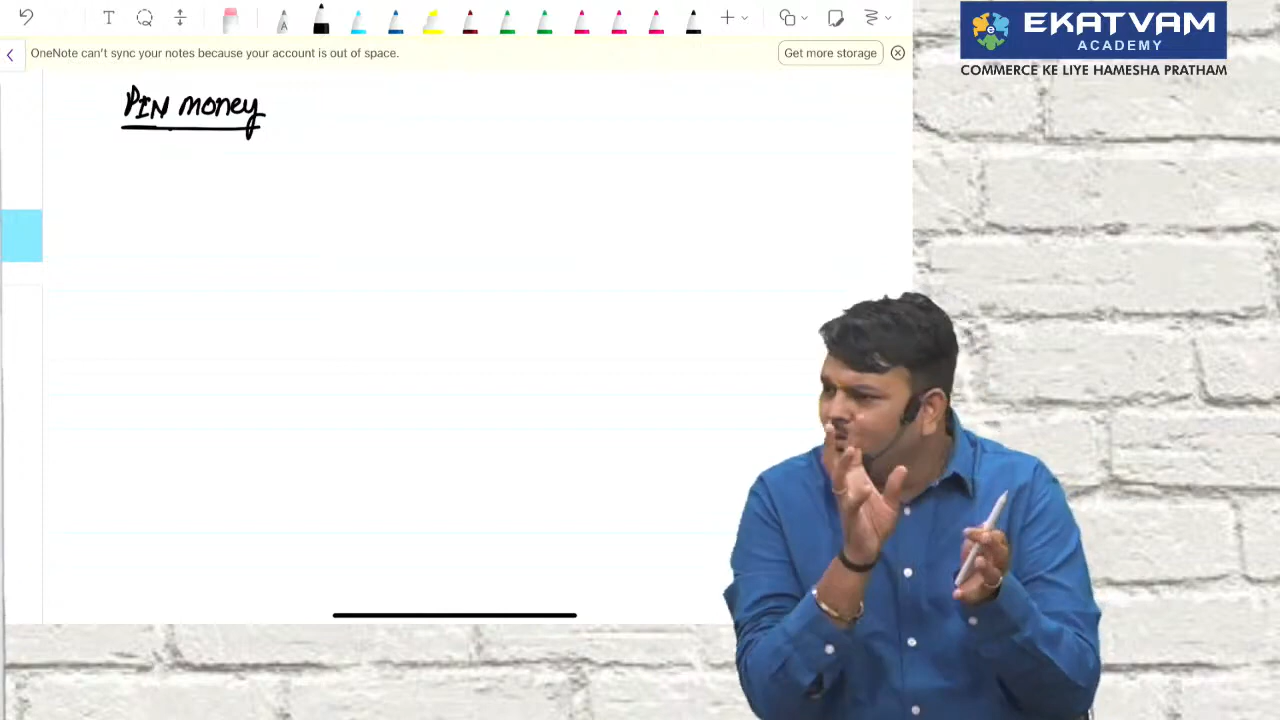 EKATVAM
ACADEMY
COMMERCE KE LIYE HAMESHA PRATHAM
T
A
OneNote can't sync your notes because your account is out of space.
Get more storage
PIN money